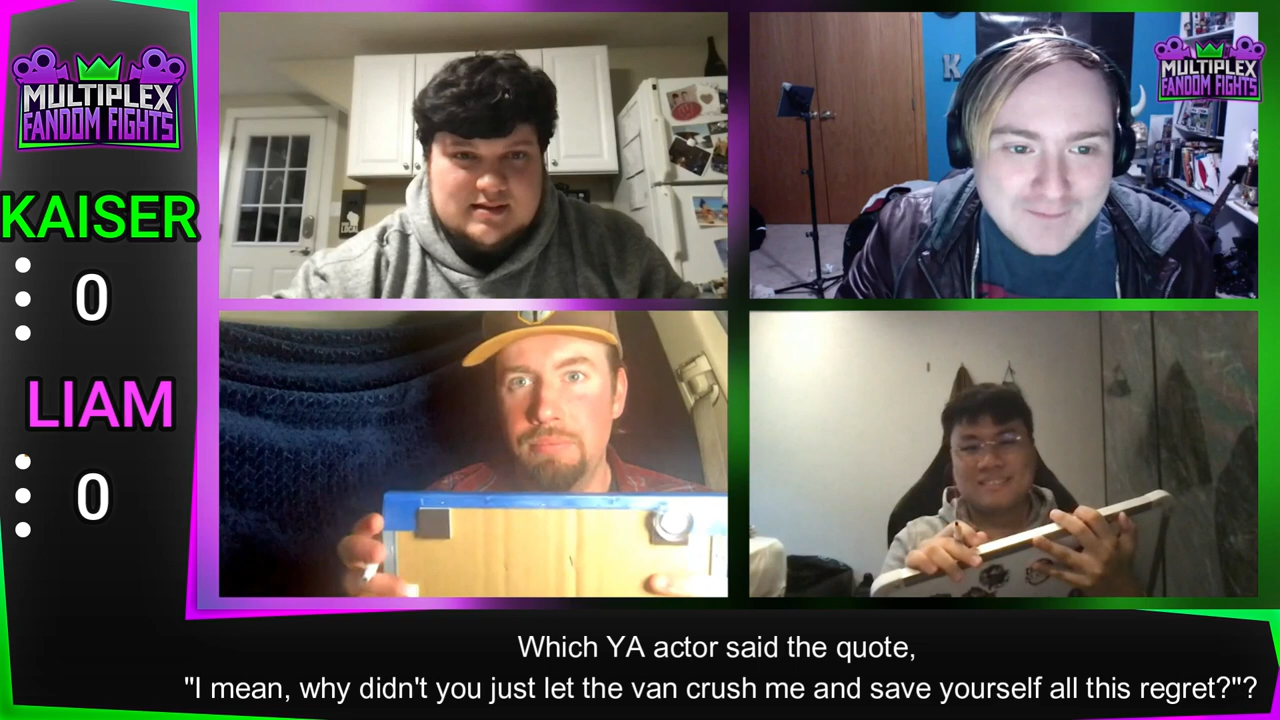 MULTIPLEX
FANDOM FIGHTS
KAISER
0
LIAM
0
K
MULTIPLEX
FANDOM FIGHTS
LOCAL
Which YA actor said the quote,
"I mean, why didn't you just let the van crush me and save yourself all this regret?"?